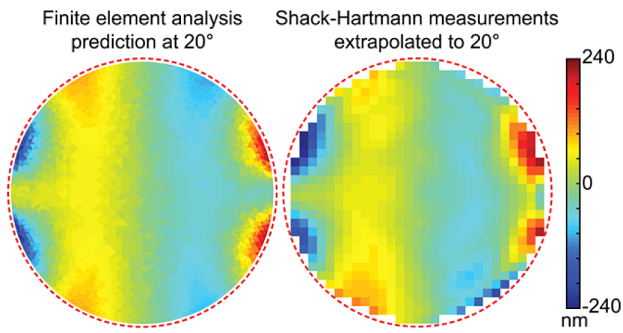 Finite element analysis
prediction at 20°
Shack-Hartmann measurements
extrapolated to 20°
240
0
-240
nm